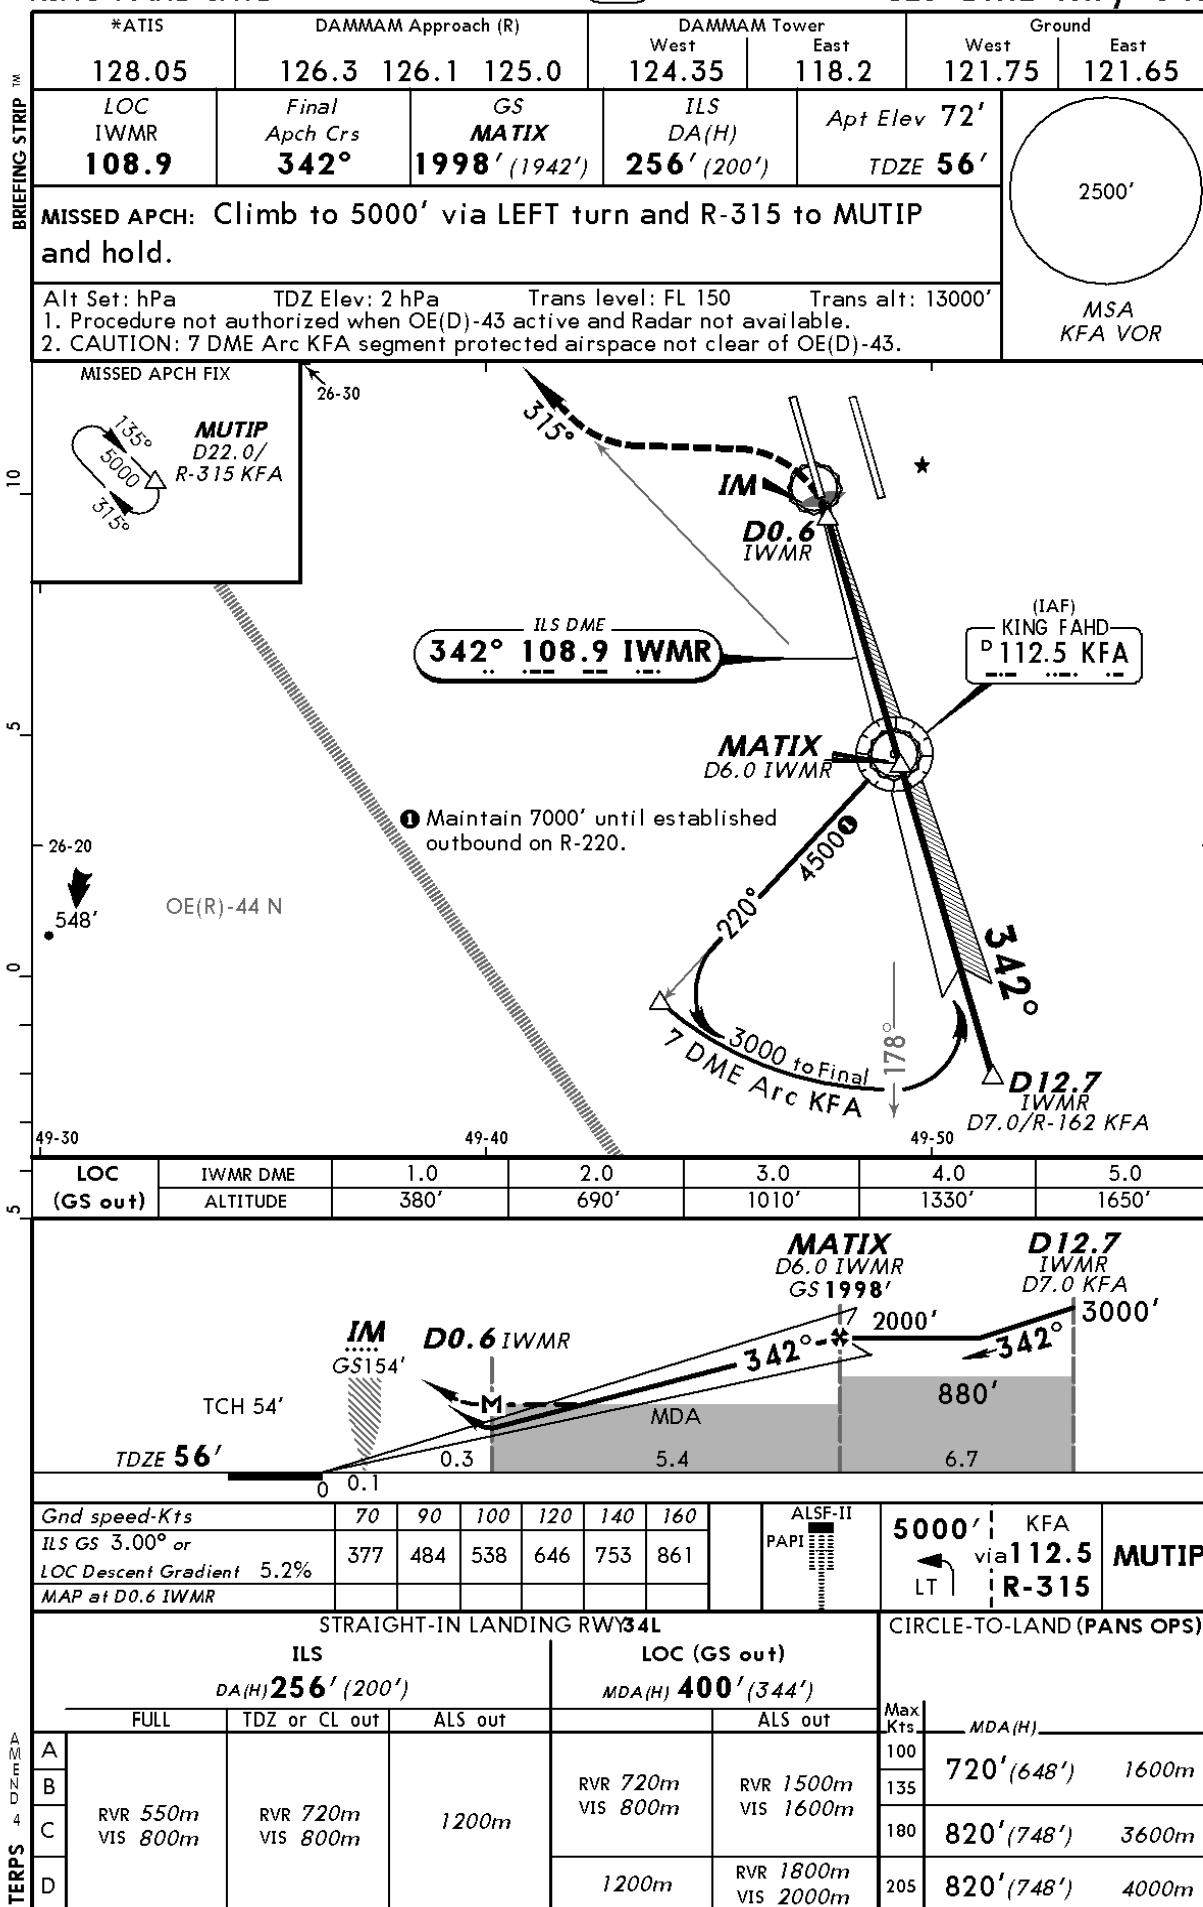 *ATIS
128.05
DAMMAM Approach (R)
126.3 126.1 125.0
DAMMAM Tower
West East
124.35 118.2
Ground
West East
121.75 121.65
BRIEFING STRIP TM
LOC
IWMR
108.9
Final
Apch Crs
342°
GS
MATIX
1998' (1942')
ILS
DA(H)
256' (200')
Apt Elev 72'
TDZE 56'
2500'
MSA
KFA VOR
MISSED APCH: Climb to 5000' via LEFT turn and R-315 to MUTIP
and hold.
Alt Set: hPa TDZ Elev: 2 hPa Trans level: FL 150 Trans alt: 13000'
1. Procedure not authorized when OE(D)-43 active and Radar not available.
2. CAUTION: 7 DME Arc KFA segment protected airspace not clear of OE(D)-43.
MISSED APCH FIX
135°
5000
315°
MUTIP
D22.0/
R-315 KFA
26-30
315°
IM
D0.6
IWMR
10
ILS DME
342° 108.9 IWMR
(IAF)
KING FAHD
D 112.5 KFA
5
MATIX
D6.0 IWMR
1 Maintain 7000' until established
outbound on R-220.
4500 1
220°
26-20
548'
OE(R)-44 N
0
342°
178°
3000 to Final
7 DME Arc KFA
D12.7
IWMR
D7.0/R-162 KFA
49-30 49-40 49-50
5
LOC
(GS out)
IWMR DME 1.0 2.0 3.0 4.0 5.0
ALTITUDE 380' 690' 1010' 1330' 1650'
MATIX
D6.0 IWMR
GS 1998'
D12.7
IWMR
D7.0 KFA
2000'
3000'
342°
342°
IM
GS154'
D0.6 IWMR
M
TCH 54'
880'
MDA
TDZE 56'
0.3 5.4 6.7
0 0.1
Gnd speed-Kts 70 90 100 120 140 160
ILS GS 3.00° or
LOC Descent Gradient 5.2% 377 484 538 646 753 861
MAP at D0.6 IWMR
ALSF-II
PAPI
5000'
LT
KFA
via 112.5
R-315
MUTIP
STRAIGHT-IN LANDING RWY 34L
ILS
DA(H) 256' (200')
FULL TDZ or CL out ALS out
LOC (GS out)
MDA(H) 400' (344')
ALS out
CIRCLE-TO-LAND (PANS OPS)
Max
Kts MDA(H)
A
B
C
D
RVR 550m
VIS 800m
RVR 720m
VIS 800m
1200m
RVR 720m
VIS 800m
RVR 1500m
VIS 1600m
1200m
RVR 1800m
VIS 2000m
100
135
720' (648') 1600m
180 820' (748') 3600m
205 820' (748') 4000m
AMEND 4
TERPS